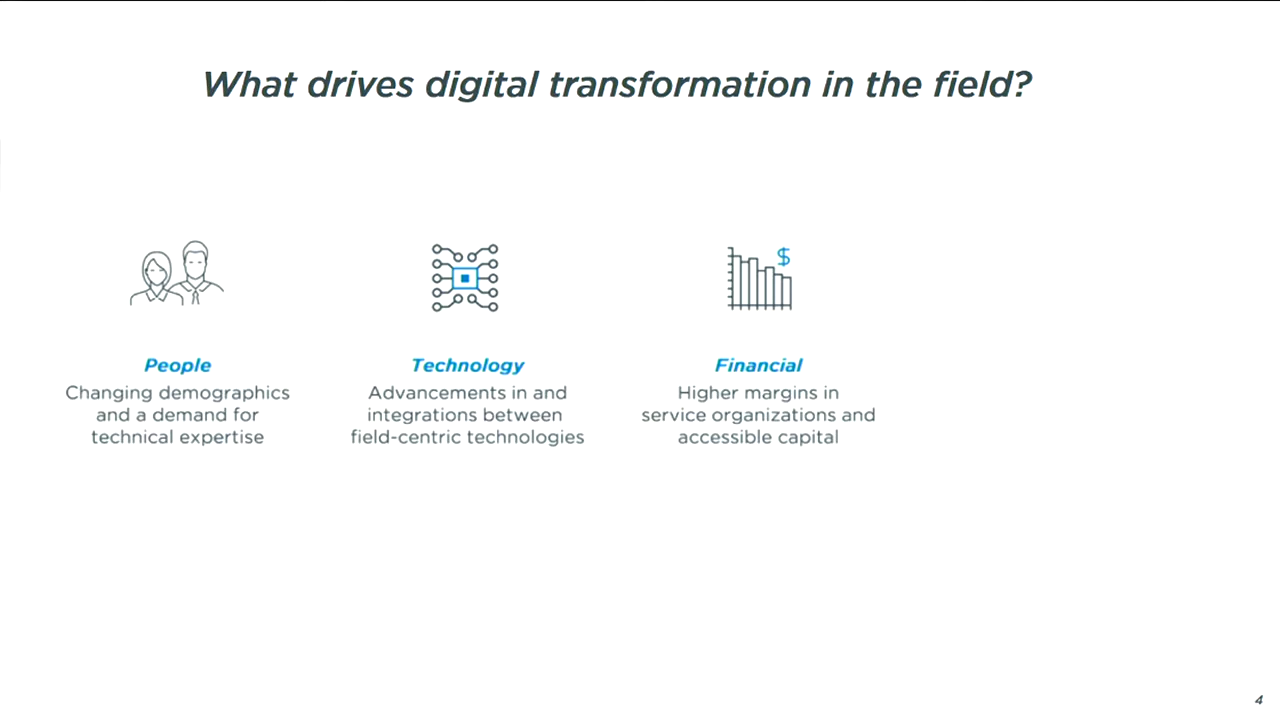 What drives digital transformation in the field?
$
People
Changing demographics
and a demand for
technical expertise
Technology
Advancements in and
integrations between
field-centric technologies
Financial
Higher margins in
service organizations and
accessible capital
4